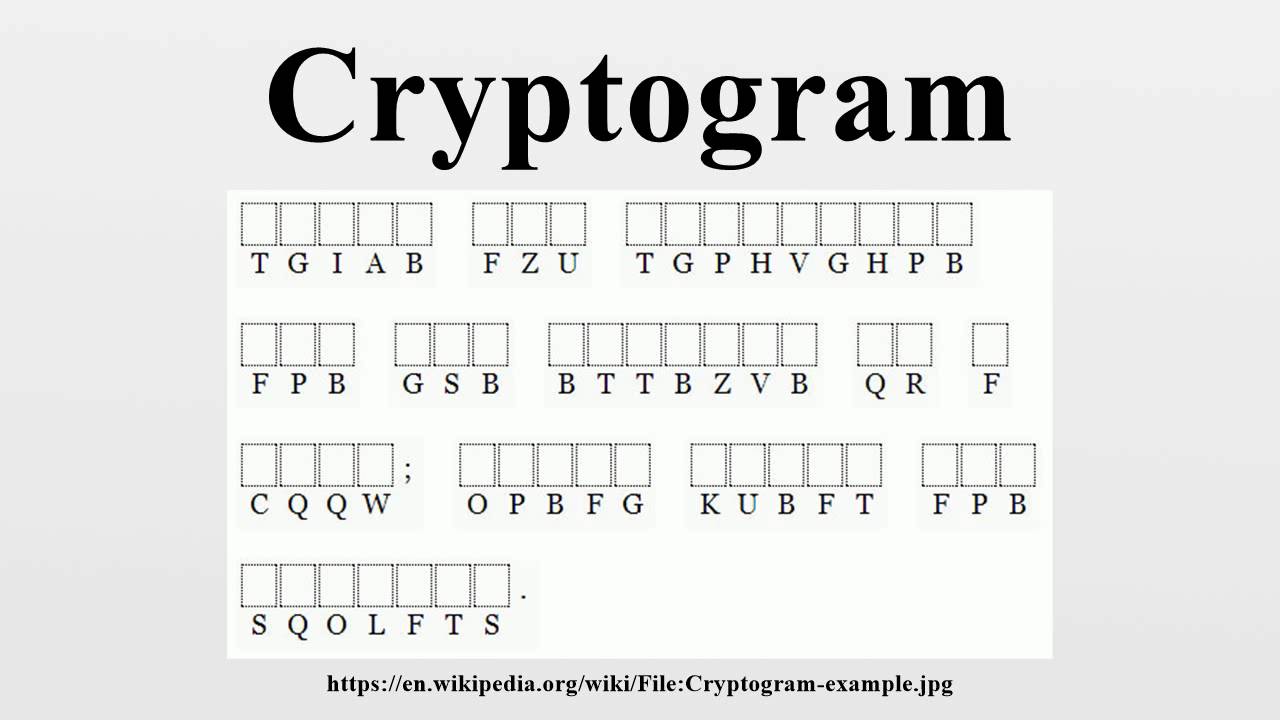 Cryptogram
T G I A B F Z U T G P H V G H P B
F P B G S B B T T B Z V B Q R F
C Q Q W ; O P B F G K U B F T F P B
S Q O L F T S .
https://en.wikipedia.org/wiki/File:Cryptogram-example.jpg